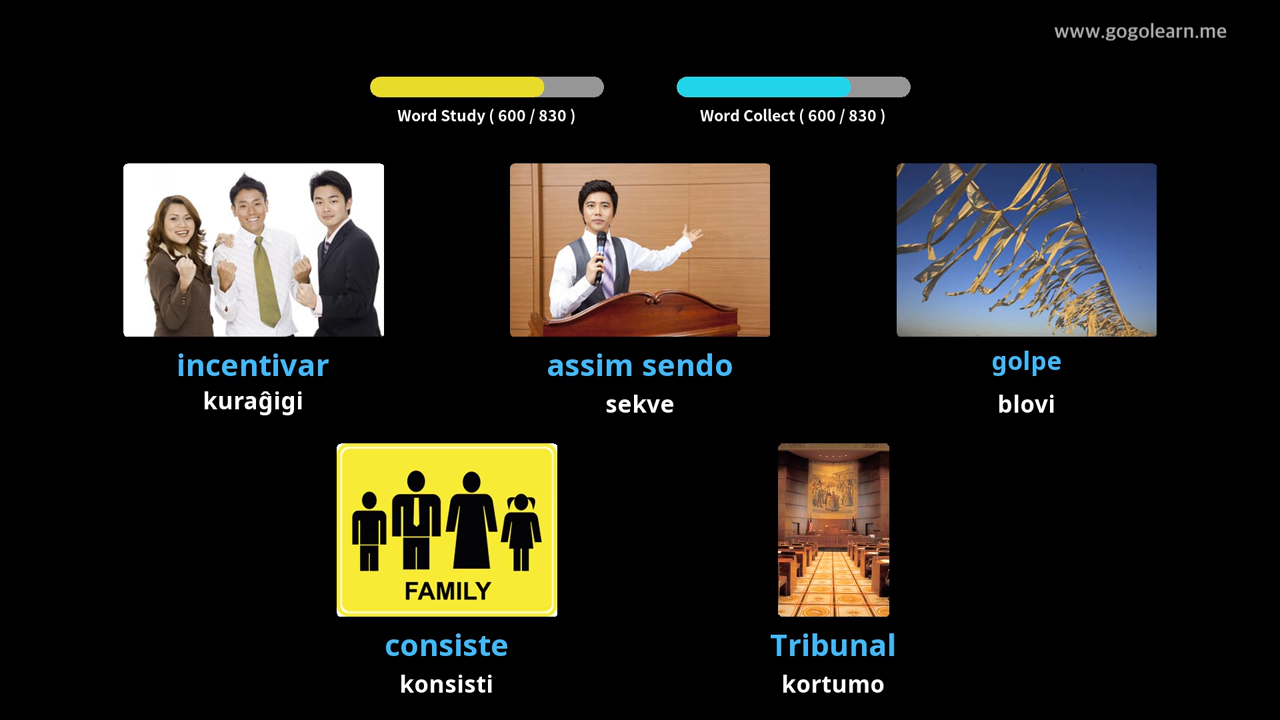 www.gogolearn.me
Word Study ( 600 / 830 )
Word Collect ( 600 / 830 )
incentivar
kuraĝigi
assim sendo
sekve
golpe
blovi
FAMILY
consiste
konsisti
Tribunal
kortumo